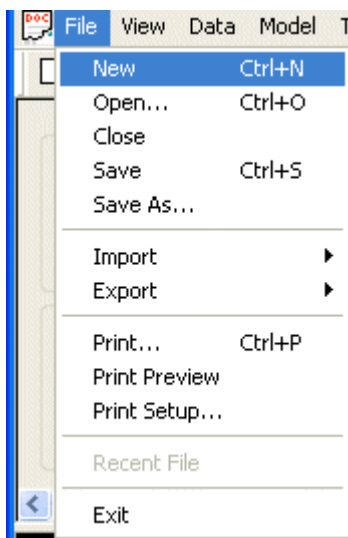 DOC File View Data Model
New Ctrl+N
Open... Ctrl+O
Close
Save Ctrl+S
Save As...
Import
Export
Print... Ctrl+P
Print Preview
Print Setup...
Recent File
Exit